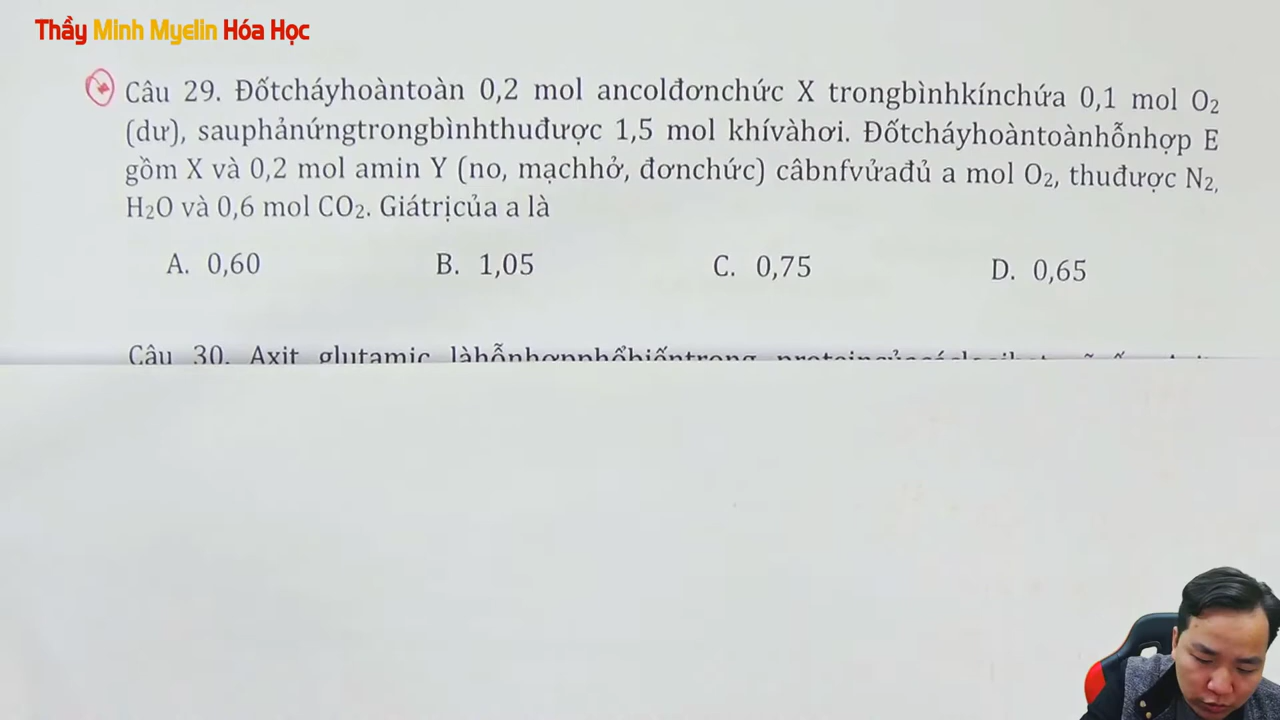 Thầy Minh Myelin Hóa Học
Câu 29. Đốtcháyhoàntoàn 0,2 mol ancolđơnchức X trongbìnhkínchứa 0,1 mol O₂
(dư), sauphảnứngtrongbìnhthuđược 1,5 mol khívàhơi. Đốtcháyhoàntoànhỗnhợp E
gồm X và 0,2 mol amin Y (no, mạchhở, đơnchức) câbnfvửađủ a mol O₂, thuđược N₂,
H₂O và 0,6 mol CO₂. Giátrịcủa a là
A. 0,60 B. 1,05 C. 0,75 D. 0,65
Câu 30. Axit glutamic